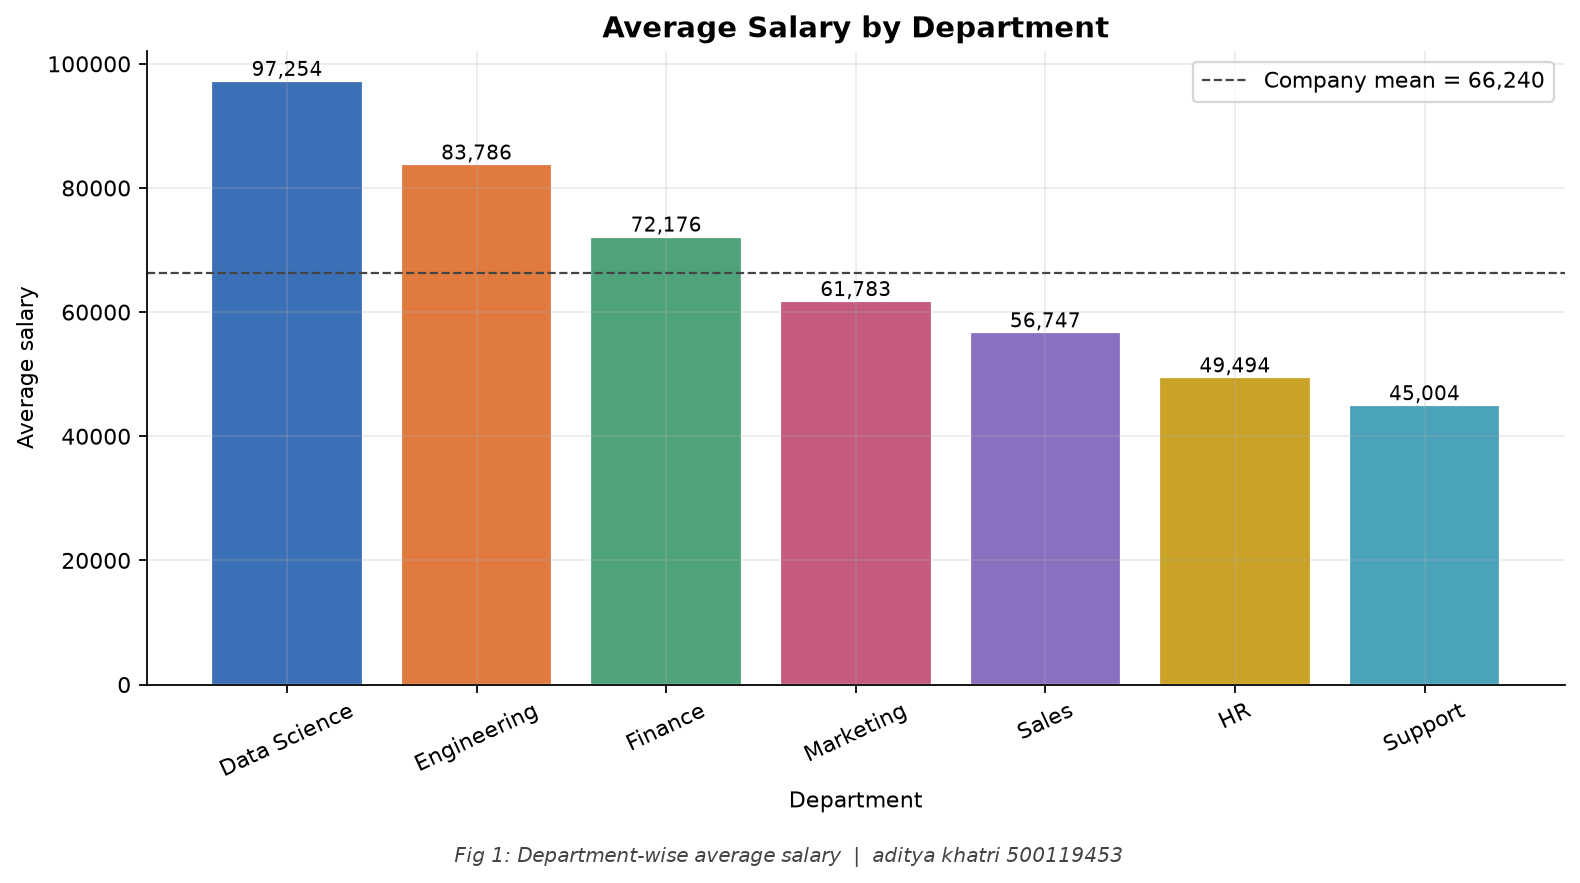 Average Salary by Department
Company mean = 66,240
Average salary
100000
80000
60000
40000
20000
0
97,254
83,786
72,176
61,783
56,747
49,494
45,004
Data Science
Engineering
Finance
Marketing
Sales
HR
Support
Department
Fig 1: Department-wise average salary | aditya khatri 500119453